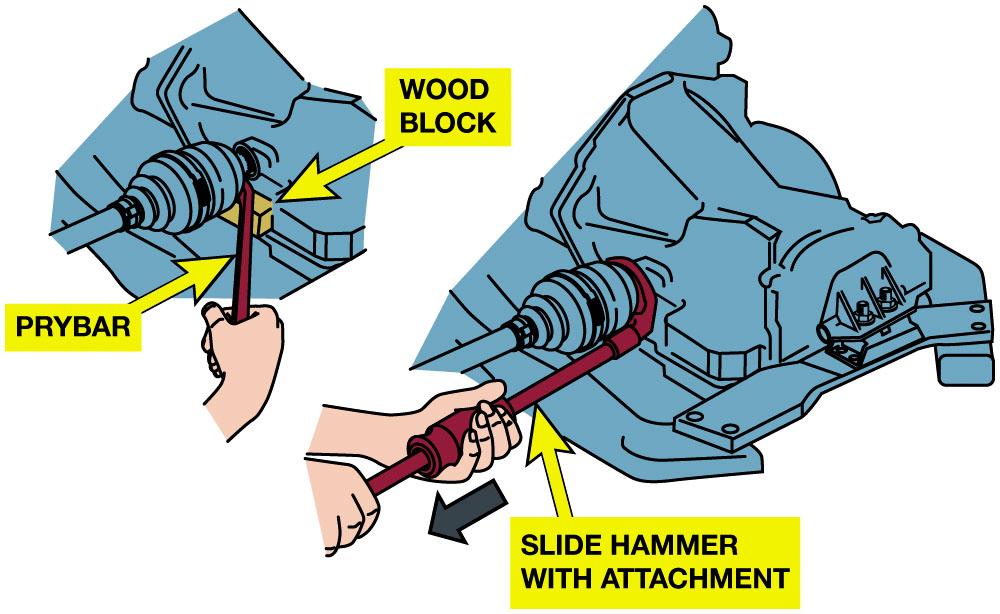 WOOD
BLOCK
PRYBAR
SLIDE HAMMER
WITH ATTACHMENT